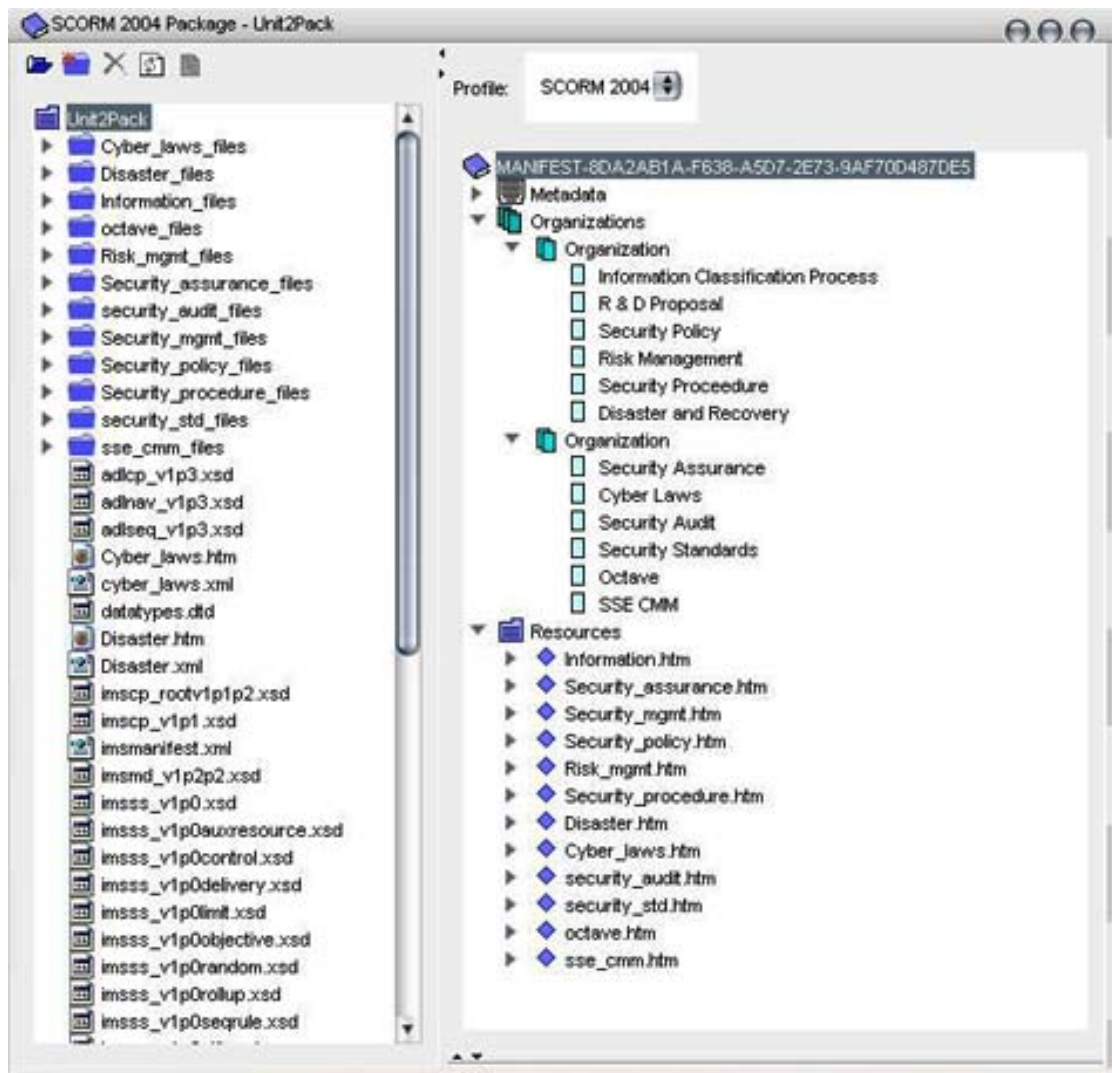 SCORM 2004 Package - Unit2Pack
Unit2Pack
Cyber_laws_files
Disaster_files
Information_files
octave_files
Risk_mgmt_files
Security_assurance_files
security_audit_files
Security_mgmt_files
Security_policy_files
Security_procedure_files
security_std_files
sse_cmm_files
adlcp_v1p3.xsd
adlnav_v1p3.xsd
adlseq_v1p3.xsd
Cyber_laws.htm
cyber_laws.xml
datatypes.dtd
Disaster.htm
Disaster.xml
imscp_rootv1p1p2.xsd
imscp_v1p1.xsd
imsmanifest.xml
imsmd_v1p2p2.xsd
imsss_v1p0.xsd
imsss_v1p0auxresource.xsd
imsss_v1p0control.xsd
imsss_v1p0delivery.xsd
imsss_v1p0limit.xsd
imsss_v1p0objective.xsd
imsss_v1p0random.xsd
imsss_v1p0rollup.xsd
imsss_v1p0seqrule.xsd
Profile: SCORM 2004
MANIFEST-8DA2AB1A-F638-A5D7-2E73-9AF70D487DE5
Metadata
Organizations
Organization
Information Classification Process
R & D Proposal
Security Policy
Risk Management
Security Proceedure
Disaster and Recovery
Organization
Security Assurance
Cyber Laws
Security Audit
Security Standards
Octave
SSE CMM
Resources
Information.htm
Security_assurance.htm
Security_mgmt.htm
Security_policy.htm
Risk_mgmt.htm
Security_procedure.htm
Disaster.htm
Cyber_laws.htm
security_audit.htm
security_std.htm
octave.htm
sse_cmm.htm